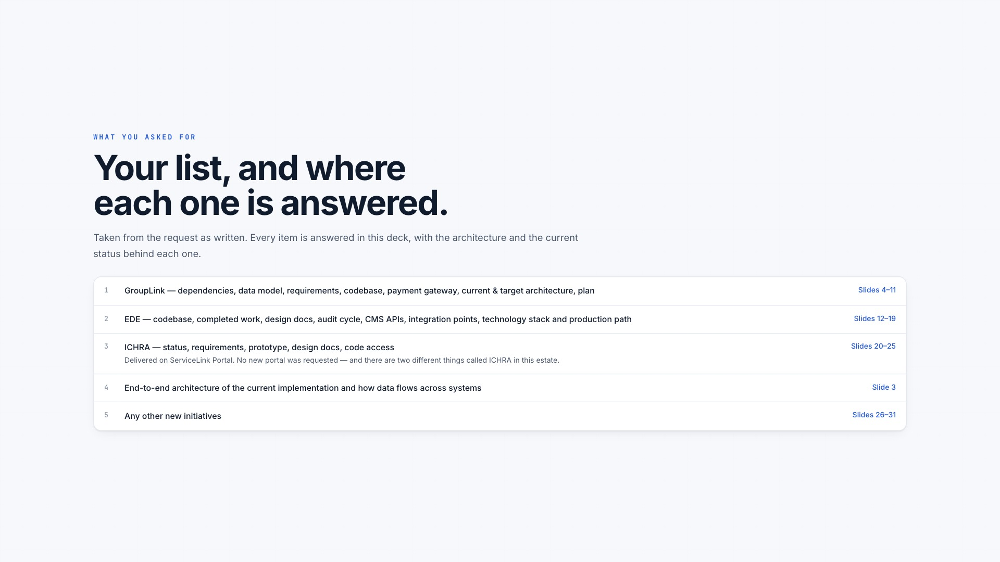 WHAT YOU ASKED FOR
Your list, and where
each one is answered.
Taken from the request as written. Every item is answered in this deck, with the architecture and the current
status behind each one.
1 GroupLink — dependencies, data model, requirements, codebase, payment gateway, current & target architecture, plan Slides 4–11
2 EDE — codebase, completed work, design docs, audit cycle, CMS APIs, integration points, technology stack and production path Slides 12–19
3 ICHRA — status, requirements, prototype, design docs, code access Slides 20–25
Delivered on ServiceLink Portal. No new portal was requested — and there are two different things called ICHRA in this estate.
4 End-to-end architecture of the current implementation and how data flows across systems Slide 3
5 Any other new initiatives Slides 26–31